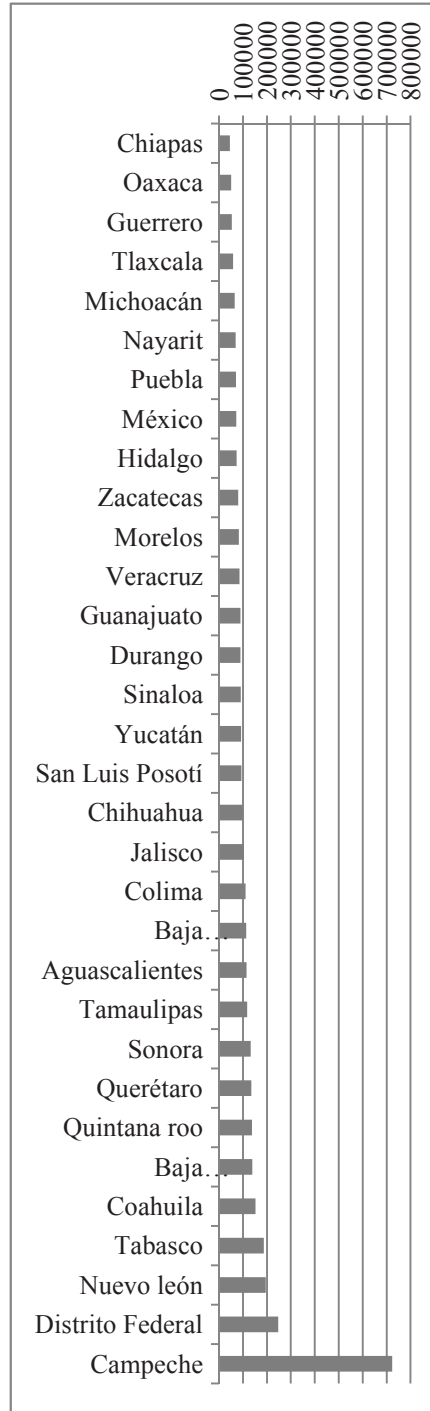 0
100000
200000
300000
400000
500000
600000
700000
800000
Chiapas
Oaxaca
Guerrero
Tlaxcala
Michoacán
Nayarit
Puebla
México
Hidalgo
Zacatecas
Morelos
Veracruz
Guanajuato
Durango
Sinaloa
Yucatán
San Luis Posotí
Chihuahua
Jalisco
Colima
Baja…
Aguascalientes
Tamaulipas
Sonora
Querétaro
Quintana roo
Baja…
Coahuila
Tabasco
Nuevo león
Distrito Federal
Campeche